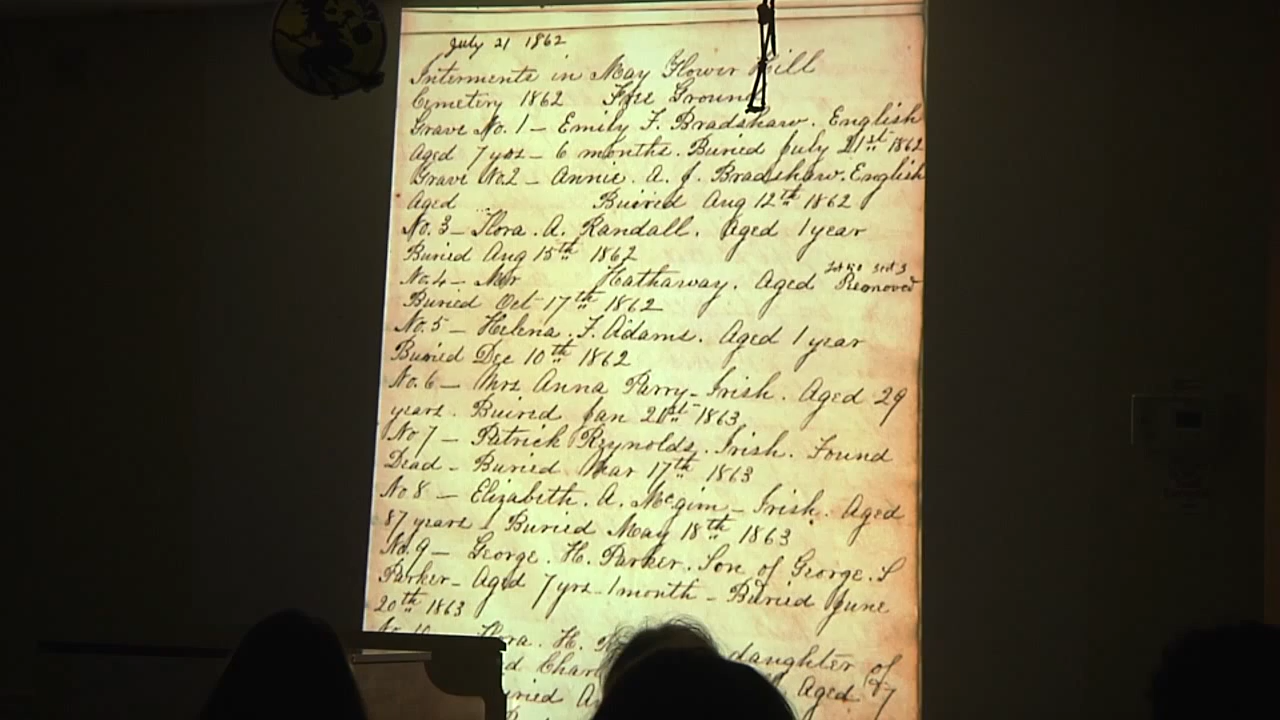 July 21 1862
Interments in May Flower Hill
Cemetery 1862 Free Ground
Grave No. 1 - Emily F. Bradshaw. English
Aged 7 yrs - 6 months. Buried July 21st 1862
Grave No. 2 - Annie. A. J. Bradshaw. English
Aged ... Buired Aug 12th 1862
No. 3 - Flora. A. Randall. Aged 1 year
Buried Aug 15th 1862
No. 4 - Mr Hathaway. Aged Removed
Buried Oct 17th 1862
No. 5 - Helena. F. Adams. Aged 1 year
Buried Dec 10th 1862
No. 6 - Mrs Anna Parry - Irish. Aged 29
years. Buired Jan 21st 1863
No 7 - Patrick Reynolds. Irish. Found
Dead - Buried Mar 17th 1863
No 8 - Elizabeth. A. McGinn - Irish. Aged
87 years - Buried May 18th 1863
No. 9 - George. H. Parker. Son of George. S
Parker - Aged 7 yrs - 1 month - Buried June
20th 1863
Flora. H. daughter of
Aged